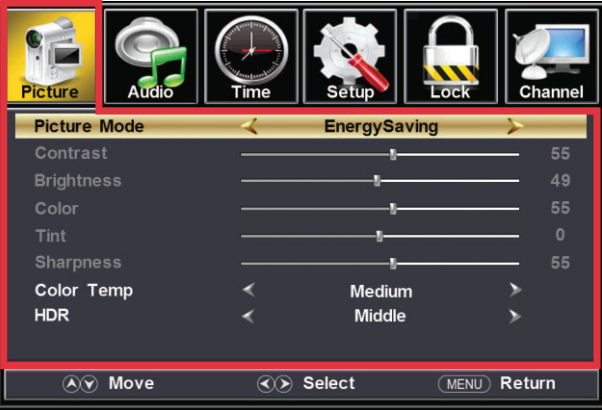 Picture Audio Time Setup Lock Channel
Picture Mode EnergySaving
Contrast 55
Brightness 49
Color 55
Tint 0
Sharpness 55
Color Temp Medium
HDR Middle
Move Select MENU Return